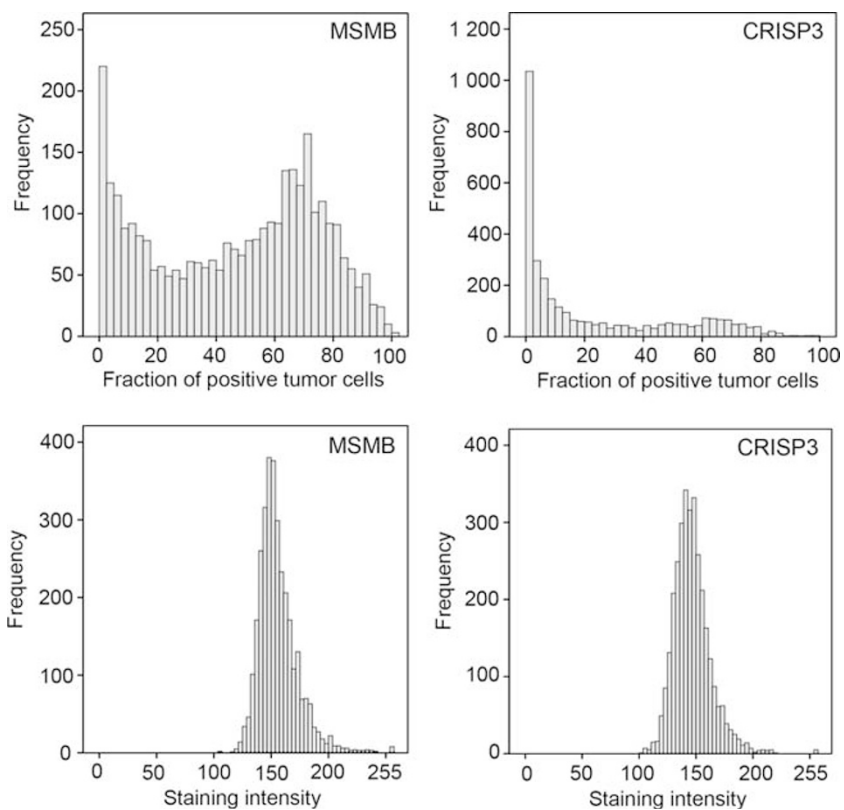 MSMB
250
200
150
100
50
0
Frequency
0 20 40 60 80 100
Fraction of positive tumor cells
CRISP3
1 200
1 000
800
600
400
200
0
Frequency
0 20 40 60 80 100
Fraction of positive tumor cells
MSMB
400
300
200
100
0
Frequency
0 50 100 150 200 255
Staining intensity
CRISP3
400
300
200
100
0
Frequency
0 50 100 150 200 255
Staining intensity